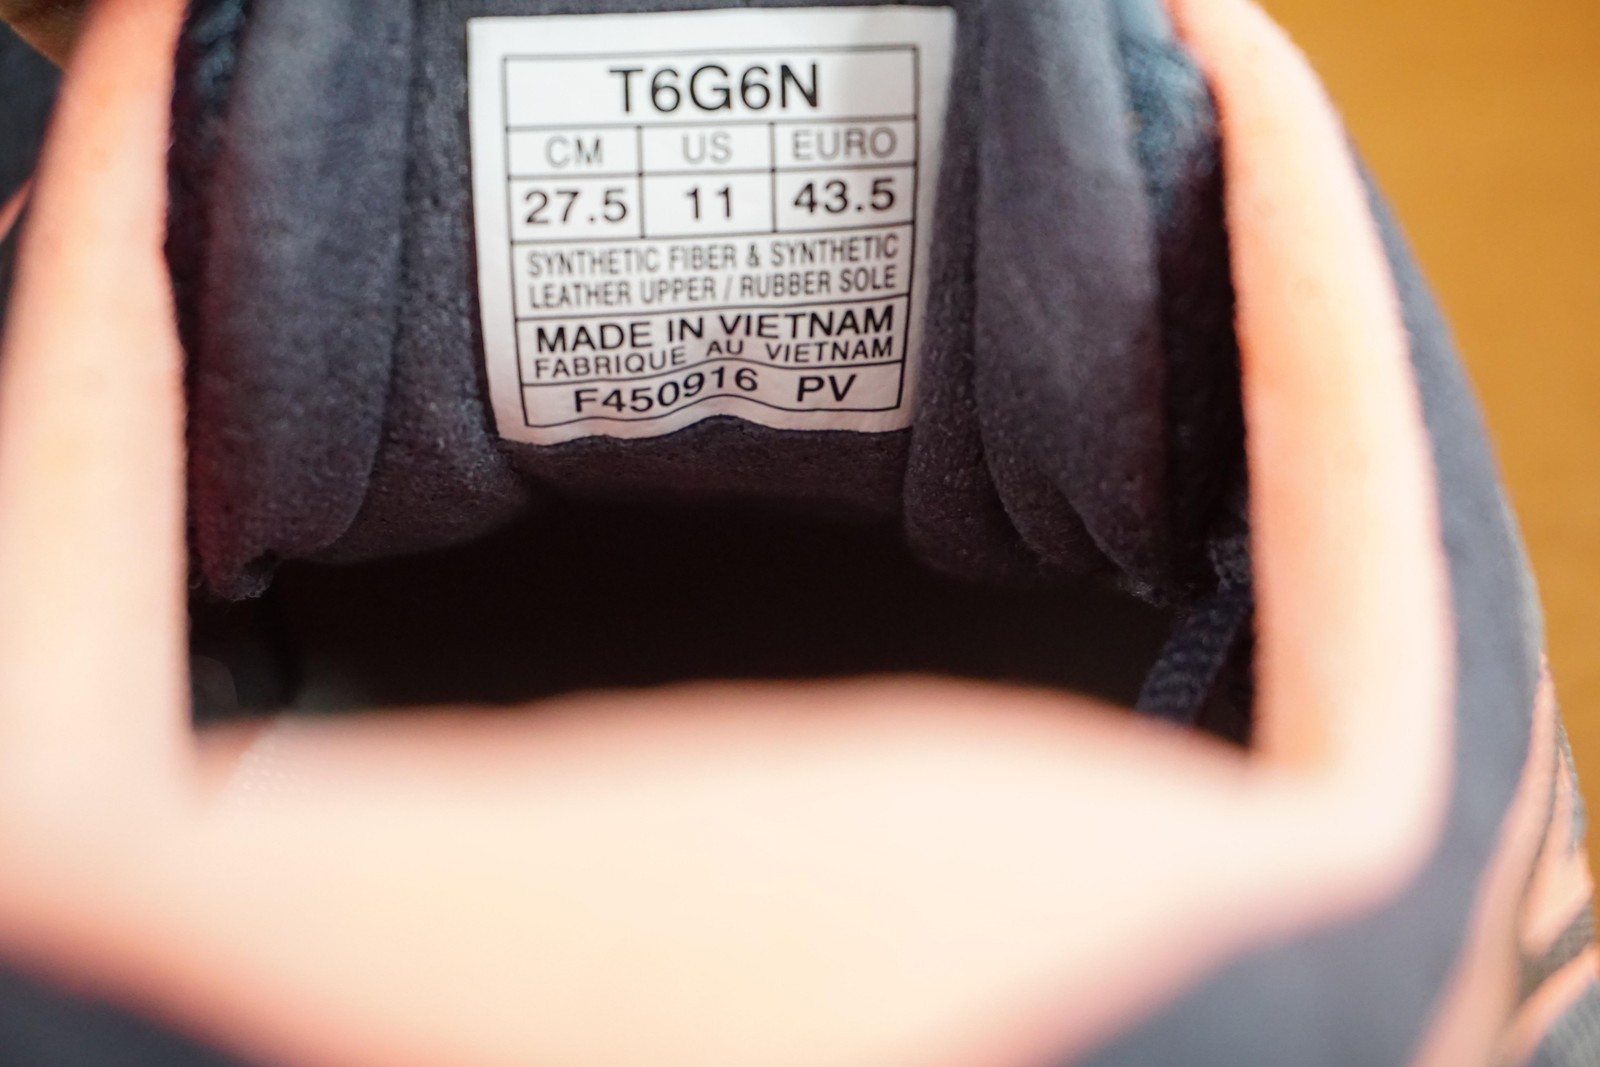 T6G6N
CM US EURO
27.5 11 43.5
SYNTHETIC FIBER & SYNTHETIC
LEATHER UPPER / RUBBER SOLE
MADE IN VIETNAM
FABRIQUE AU VIETNAM
F450916 PV